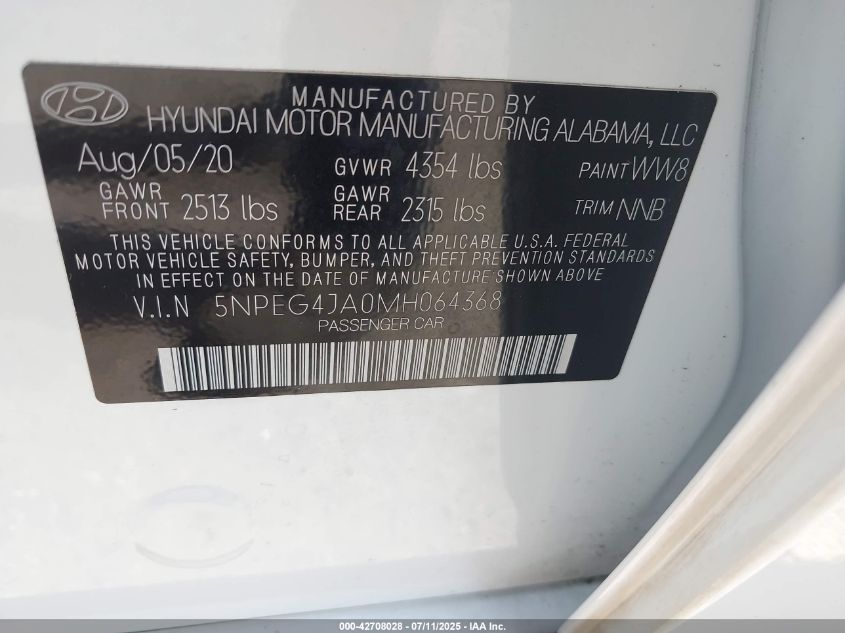 MANUFACTURED BY
HYUNDAI MOTOR MANUFACTURING ALABAMA, LLC
Aug/05/20 GVWR 4354 lbs PAINT WW8
GAWR FRONT 2513 lbs GAWR REAR 2315 lbs TRIM NNB
THIS VEHICLE CONFORMS TO ALL APPLICABLE U.S.A. FEDERAL
MOTOR VEHICLE SAFETY, BUMPER, AND THEFT PREVENTION STANDARDS
IN EFFECT ON THE DATE OF MANUFACTURE SHOWN ABOVE
V.I.N 5NPEG4JA0MH064368
PASSENGER CAR
000-42708028 - 07/11/2025 - IAA Inc.